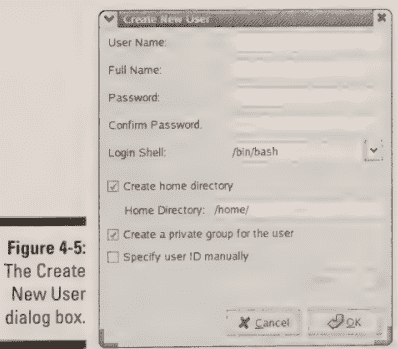 Create New User
User Name:
Full Name:
Password:
Confirm Password:
Login Shell: /bin/bash
Create home directory
Home Directory: /home/
Create a private group for the user
Specify user ID manually
Cancel OK
Figure 4-5:
The Create
New User
dialog box.